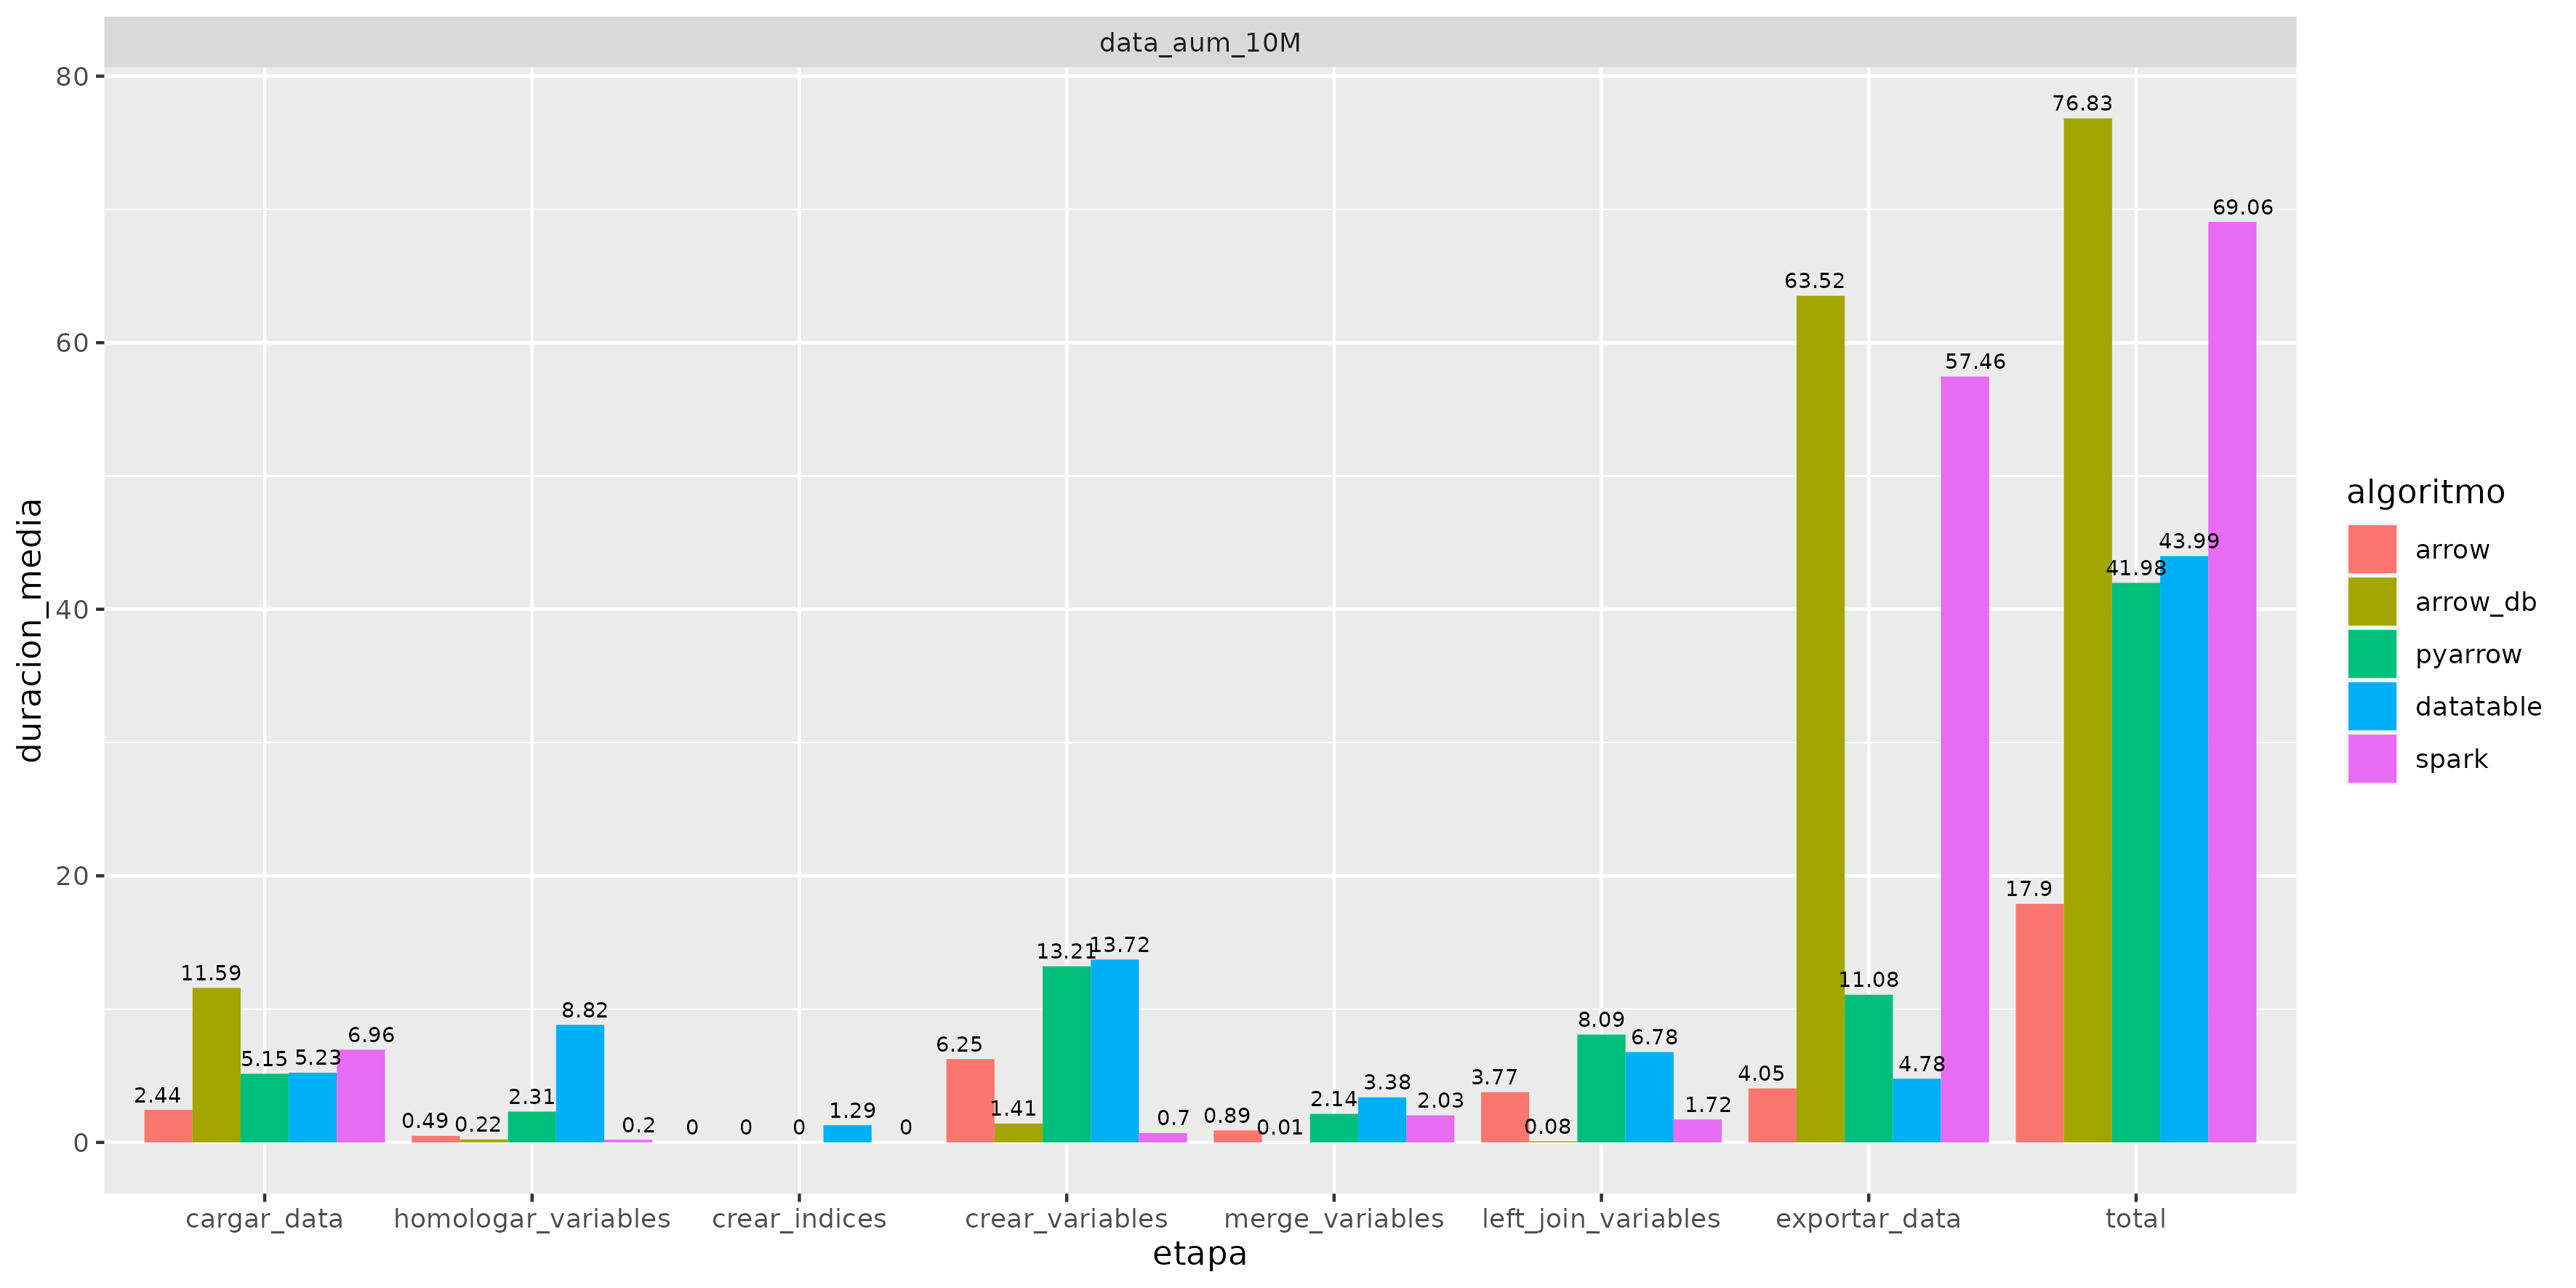 data_aum_10M
duracion_media
80
60
40
20
0
2.44
11.59
5.15
5.23
6.96
0.49
0.22
2.31
8.82
0.2
0
0
0
1.29
0
6.25
1.41
13.21
13.72
0.7
0.89
0.01
2.14
3.38
2.03
3.77
0.08
8.09
6.78
1.72
4.05
63.52
11.08
4.78
57.46
17.9
76.83
41.98
43.99
69.06
cargar_data
homologar_variables
crear_indices
crear_variables
merge_variables
left_join_variables
exportar_data
total
etapa
algoritmo
arrow
arrow_db
pyarrow
datatable
spark